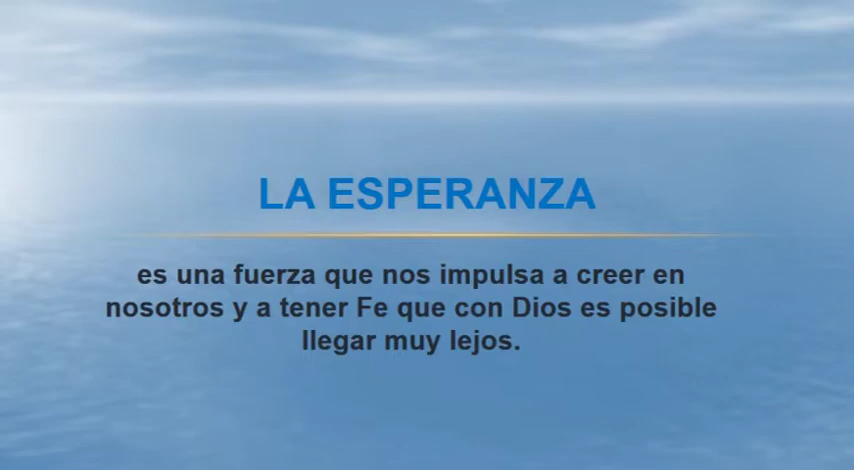 LA ESPERANZA
es una fuerza que nos impulsa a creer en
nosotros y a tener Fe que con Dios es posible
llegar muy lejos.